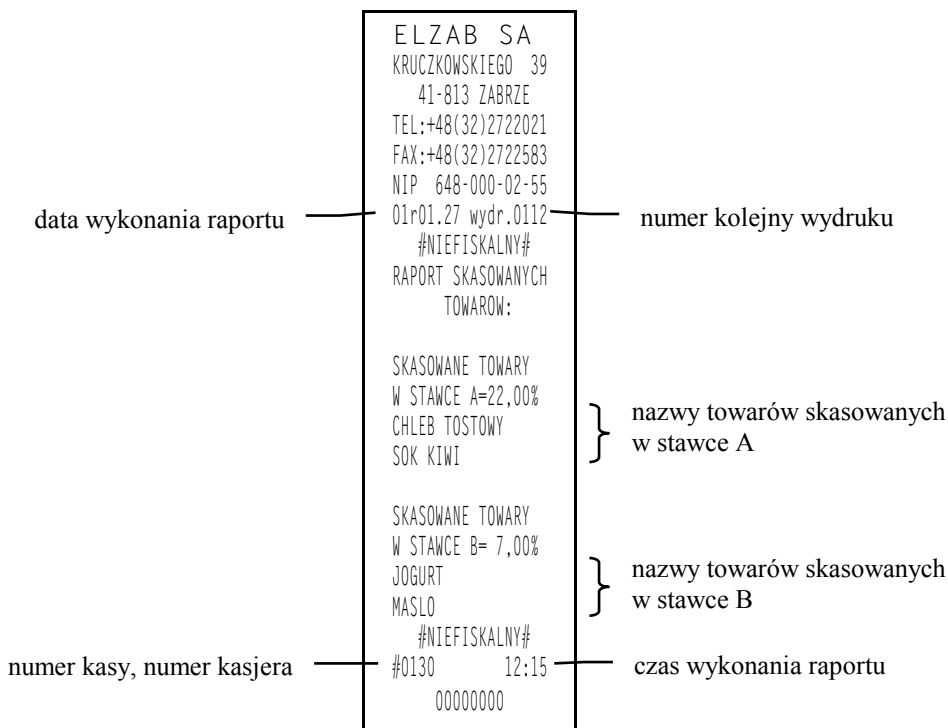 ELZAB SA
KRUCZKOWSKIEGO 39
41-813 ZABRZE
TEL:+48(32)2722021
FAX:+48(32)2722583
NIP 648-000-02-55
data wykonania raportu
01r01.27 wydr.0112
numer kolejny wydruku
#NIEFISKALNY#
RAPORT SKASOWANYCH
TOWAROW:
SKASOWANE TOWARY
W STAWCE A=22,00%
CHLEB TOSTOWY
SOK KIWI
nazwy towarów skasowanych
w stawce A
SKASOWANE TOWARY
W STAWCE B= 7,00%
JOGURT
MASLO
nazwy towarów skasowanych
w stawce B
#NIEFISKALNY#
numer kasy, numer kasjera
#0130 12:15
czas wykonania raportu
00000000